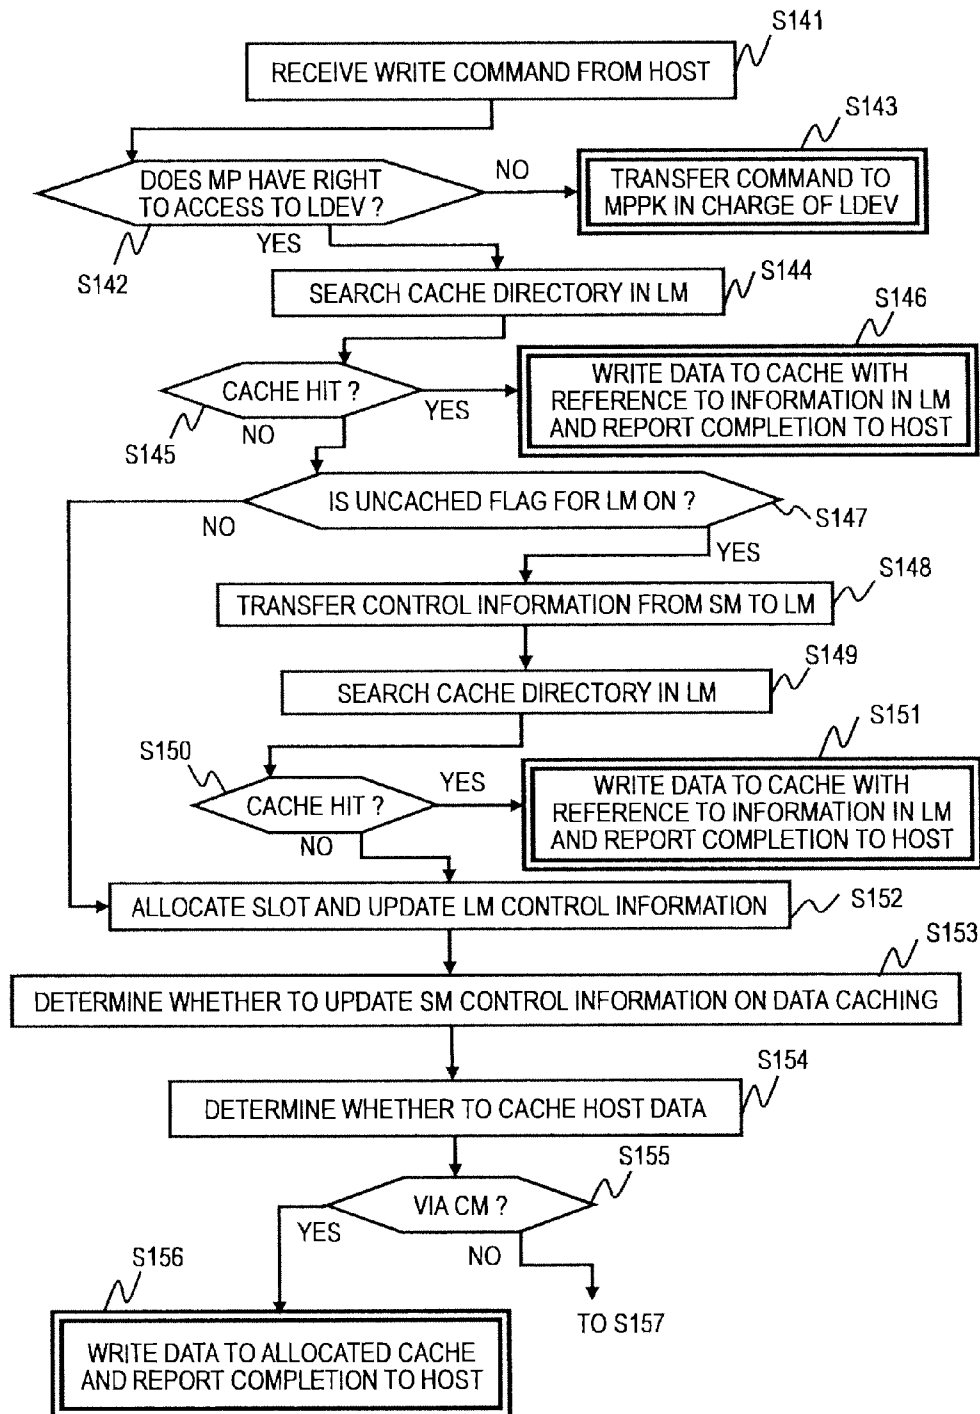 S141
RECEIVE WRITE COMMAND FROM HOST
S143
DOES MP HAVE RIGHT
TO ACCESS TO LDEV ?
NO
TRANSFER COMMAND TO
MPPK IN CHARGE OF LDEV
YES
S142
S144
SEARCH CACHE DIRECTORY IN LM
S146
CACHE HIT ?
YES
WRITE DATA TO CACHE WITH
REFERENCE TO INFORMATION IN LM
AND REPORT COMPLETION TO HOST
S145
NO
IS UNCACHED FLAG FOR LM ON ?
NO
S147
YES
S148
TRANSFER CONTROL INFORMATION FROM SM TO LM
S149
SEARCH CACHE DIRECTORY IN LM
S151
S150
CACHE HIT ?
YES
WRITE DATA TO CACHE WITH
REFERENCE TO INFORMATION IN LM
AND REPORT COMPLETION TO HOST
NO
ALLOCATE SLOT AND UPDATE LM CONTROL INFORMATION
S152
S153
DETERMINE WHETHER TO UPDATE SM CONTROL INFORMATION ON DATA CACHING
S154
DETERMINE WHETHER TO CACHE HOST DATA
S155
VIA CM ?
YES
NO
S156
TO S157
WRITE DATA TO ALLOCATED CACHE
AND REPORT COMPLETION TO HOST